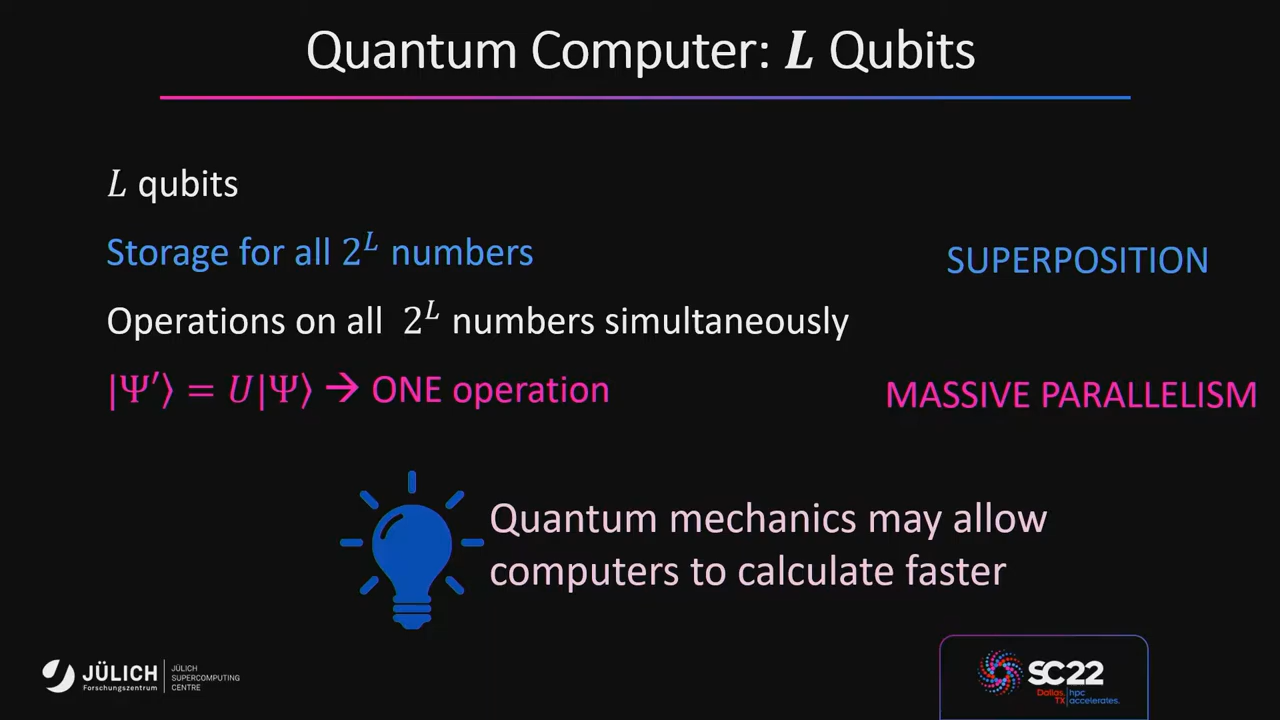 Quantum Computer: L Qubits
L qubits
Storage for all 2^L numbers
SUPERPOSITION
Operations on all 2^L numbers simultaneously
|Ψ′⟩ = U|Ψ⟩ → ONE operation
MASSIVE PARALLELISM
Quantum mechanics may allow
computers to calculate faster
JÜLICH
Forschungszentrum
JÜLICH
SUPERCOMPUTING
CENTRE
SC22
Dallas, TX
hpc accelerates.